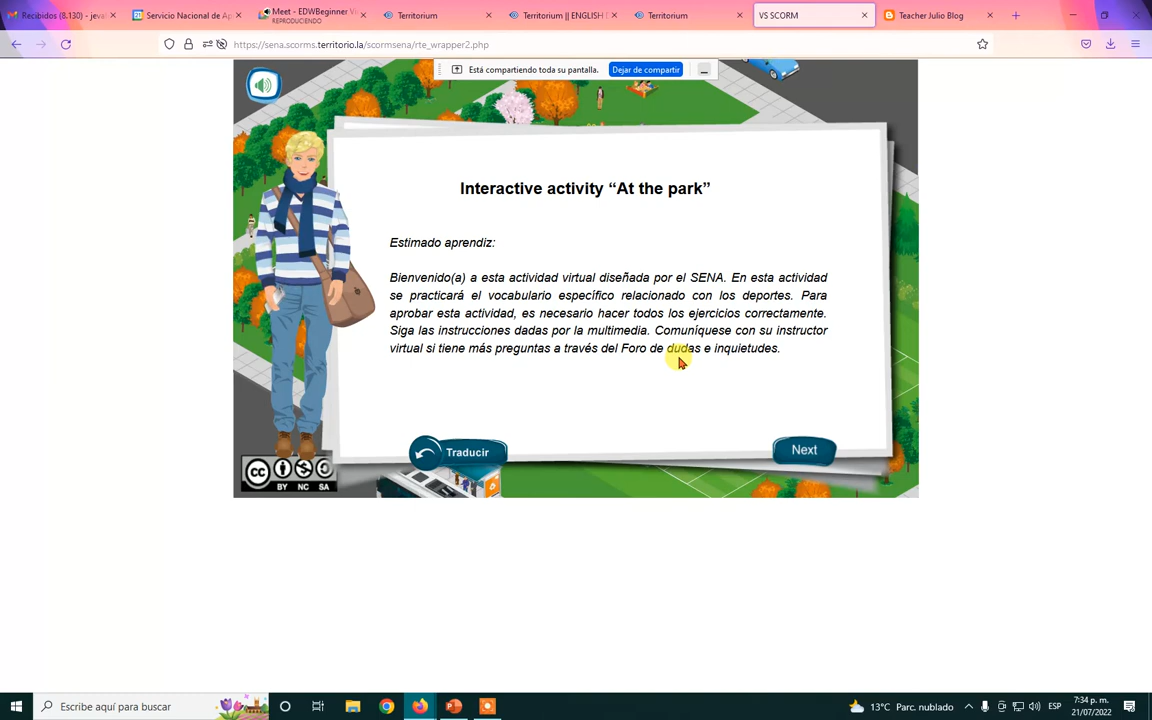 Recibidos (8.130) - jeva
Servicio Nacional de Ap
Meet - EDWBeginner Vi
REPRODUCIENDO
Territorium
Territorium || ENGLISH
Territorium
VS SCORM
Teacher Julio Blog
https://sena.scorms.territorio.la/scormsena/rte_wrapper2.php
Está compartiendo toda su pantalla.
Dejar de compartir
Interactive activity “At the park”
Estimado aprendiz:
Bienvenido(a) a esta actividad virtual diseñada por el SENA. En esta actividad
se practicará el vocabulario específico relacionado con los deportes. Para
aprobar esta actividad, es necesario hacer todos los ejercicios correctamente.
Siga las instrucciones dadas por la multimedia. Comuníquese con su instructor
virtual si tiene más preguntas a través del Foro de dudas e inquietudes.
Traducir
Next
CC
BY NC SA
Escribe aquí para buscar
13°C Parc. nublado
ESP
7:34 p. m.
21/07/2022